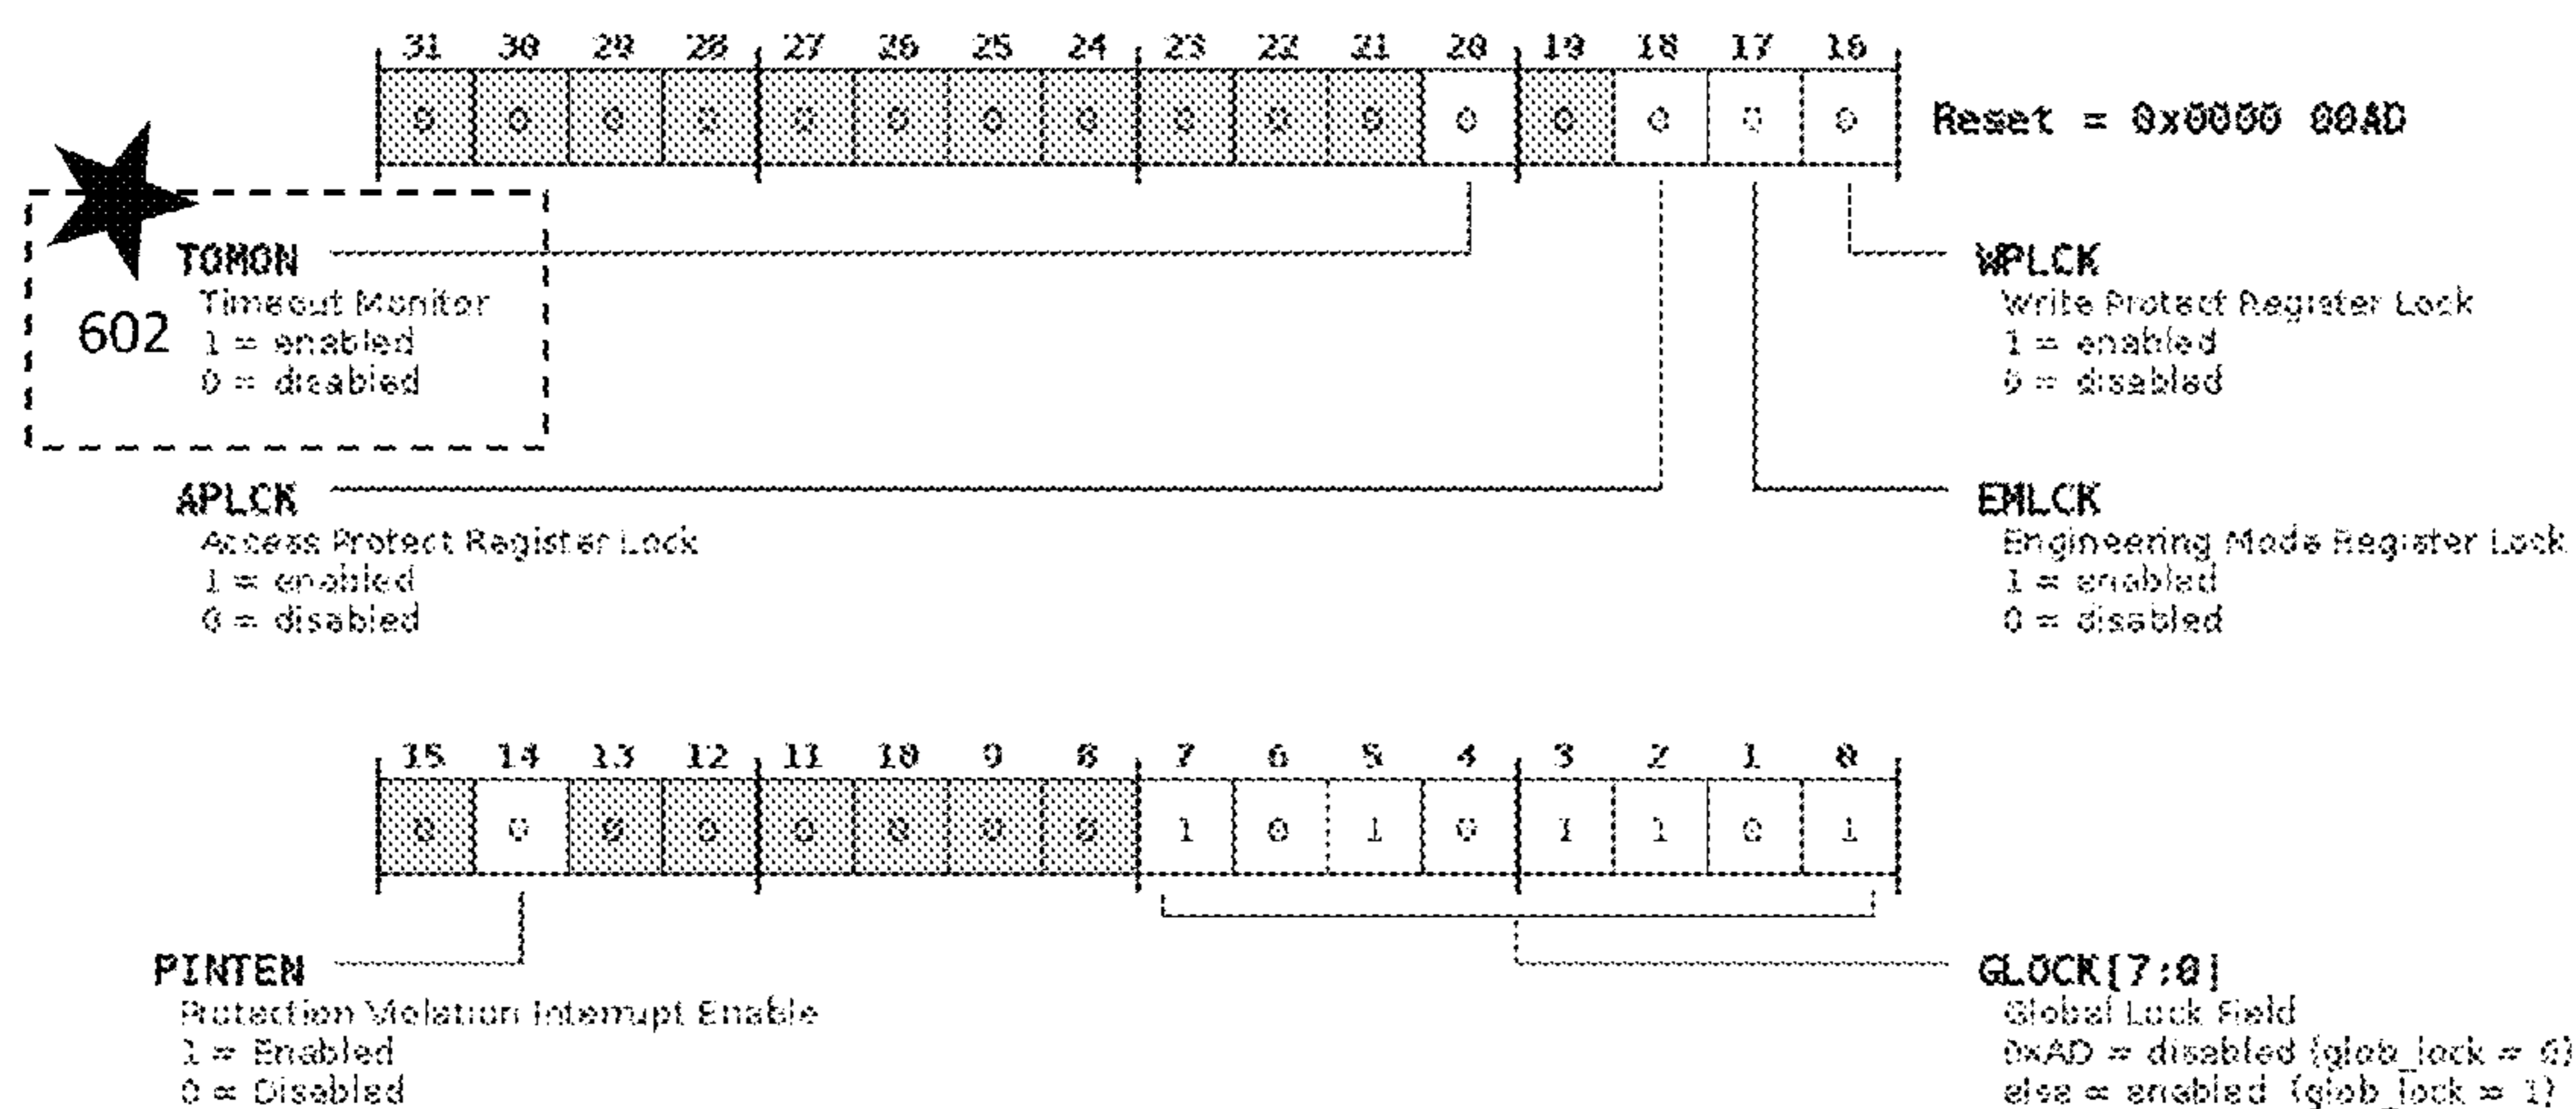 31 30 29 28 27 26 25 24 23 22 21 20 19 18 17 16
0 0 0 0 0 0 0 0 0 0 0 0 0 0 0 0 Reset = 0x0000 00AD
TOMON
Timeout Monitor
602
1 = enabled
0 = disabled
WPLCK
Write Protect Register Lock
1 = enabled
0 = disabled
APLCK
Access Protect Register Lock
1 = enabled
0 = disabled
EMLCK
Engineering Mode Register Lock
1 = enabled
0 = disabled
15 14 13 12 11 10 9 8 7 6 5 4 3 2 1 0
0 0 0 0 0 0 0 0 1 0 1 0 1 1 0 1
PINTEN
Protection Violation Interrupt Enable
1 = Enabled
0 = Disabled
GLOCK[7:0]
Global Lock Field
0xAD = disabled (glob_lock = 0)
else = enabled (glob_lock = 1)